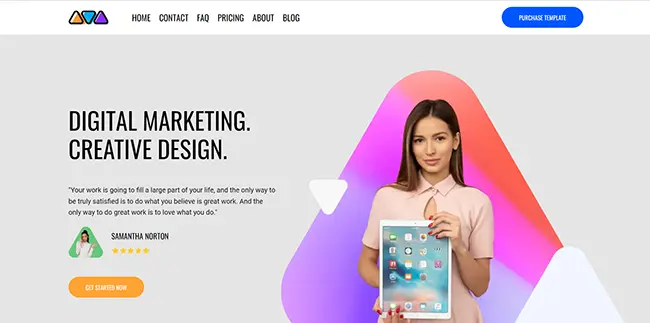 HOME CONTACT FAQ PRICING ABOUT BLOG PURCHASE TEMPLATE
DIGITAL MARKETING.
CREATIVE DESIGN.
"Your work is going to fill a large part of your life, and the only way to
be truly satisfied is to do what you believe is great work. And the
only way to do great work is to love what you do."
SAMANTHA NORTON
GET STARTED NOW